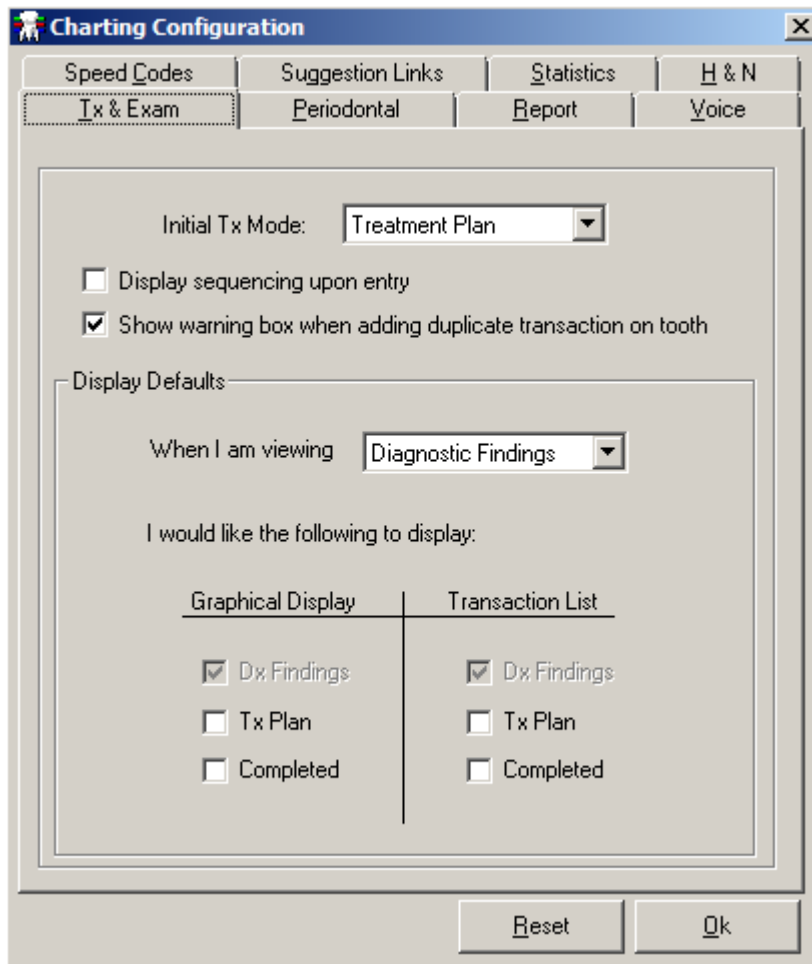 Charting Configuration
Speed Codes Suggestion Links Statistics H & N
Tx & Exam Periodontal Report Voice
Initial Tx Mode: Treatment Plan
Display sequencing upon entry
Show warning box when adding duplicate transaction on tooth
Display Defaults
When I am viewing Diagnostic Findings
I would like the following to display:
Graphical Display Transaction List
Dx Findings Dx Findings
Tx Plan Tx Plan
Completed Completed
Reset Ok